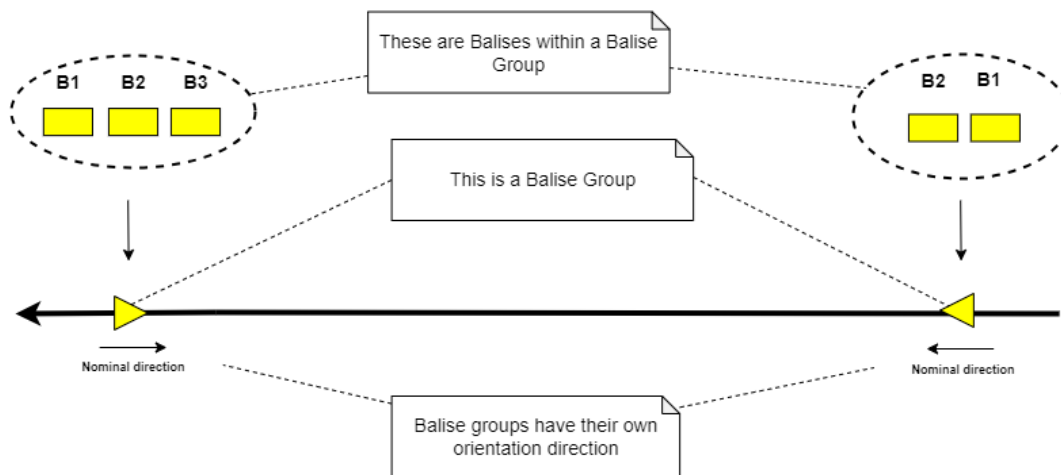 These are Balises within a Balise
Group
B1 B2 B3
B2 B1
This is a Balise Group
Nominal direction
Nominal direction
Balise groups have their own
orientation direction